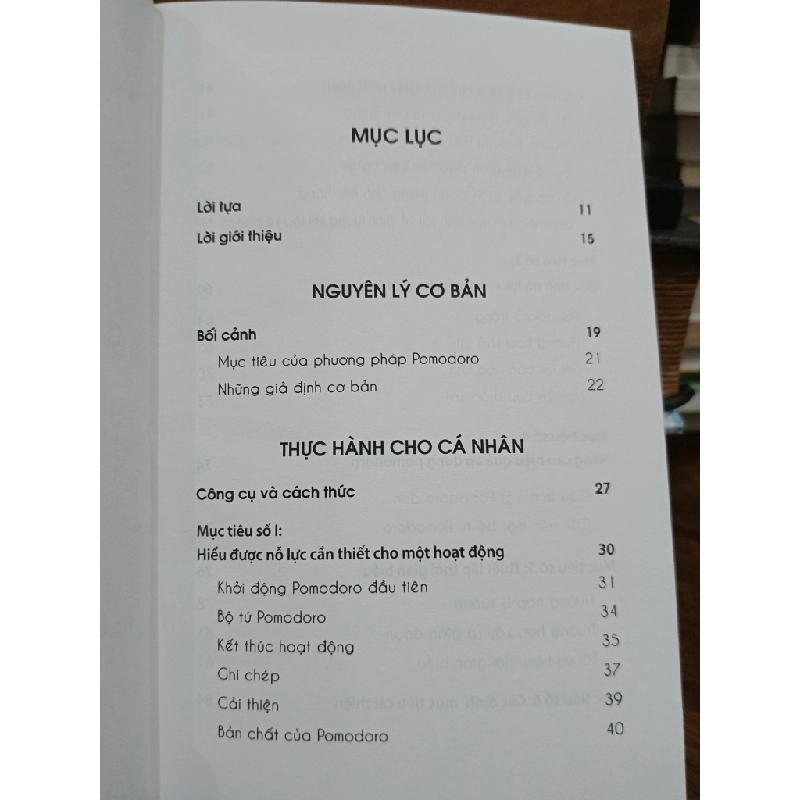 MỤC LỤC
Lời tựa 11
Lời giới thiệu 15
NGUYÊN LÝ CƠ BẢN
Bối cảnh 19
Mục tiêu của phương pháp Pomodoro 21
Những giả định cơ bản 22
THỰC HÀNH CHO CÁ NHÂN
Công cụ và cách thức 27
Mục tiêu số I:
Hiểu được nỗ lực cần thiết cho một hoạt động 30
Khởi động Pomodoro đầu tiên 31
Bộ tứ Pomodoro 34
Kết thúc hoạt động 35
Ghi chép 37
Cải thiện 39
Bản chất của Pomodoro 40